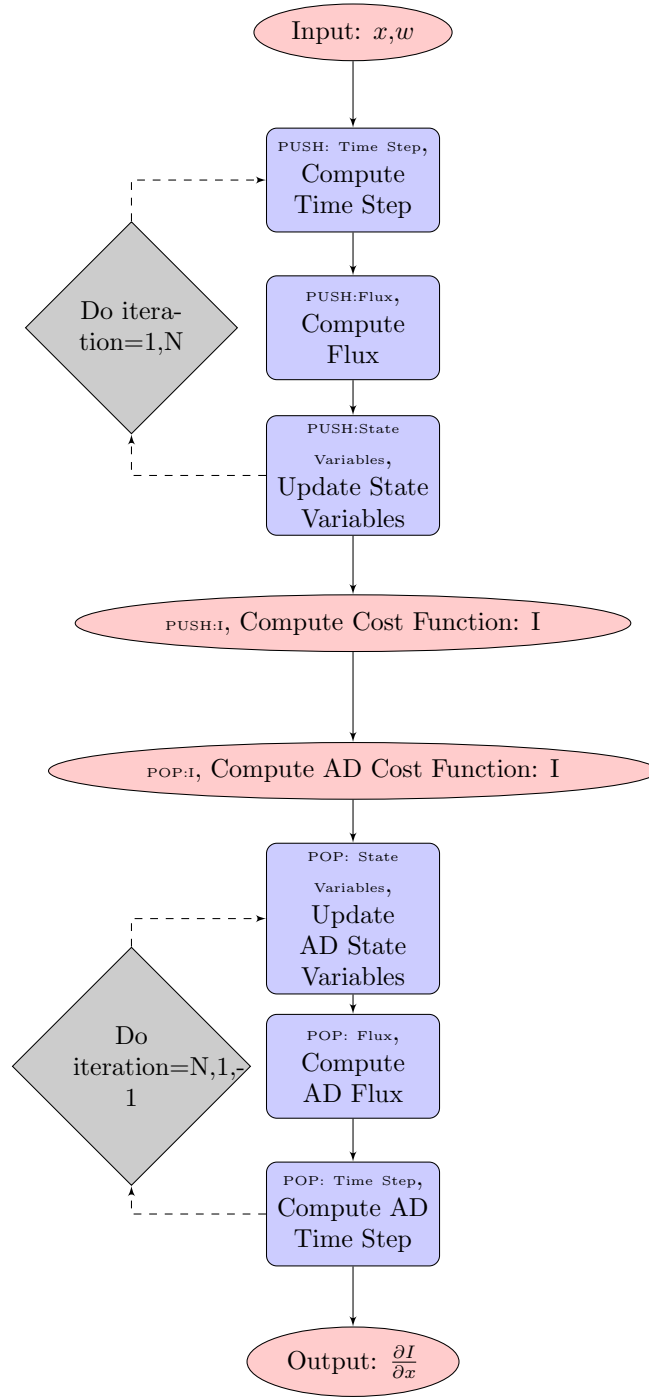 Input: x,w
PUSH: Time Step,
Compute
Time Step
Do itera-
tion=1,N
PUSH:Flux,
Compute
Flux
PUSH:State
Variables,
Update State
Variables
PUSH:I, Compute Cost Function: I
POP:I, Compute AD Cost Function: I
POP: State
Variables,
Update
AD State
Variables
Do
iteration=N,1,-
1
POP: Flux,
Compute
AD Flux
POP: Time Step,
Compute AD
Time Step
Output: ∂I/∂x